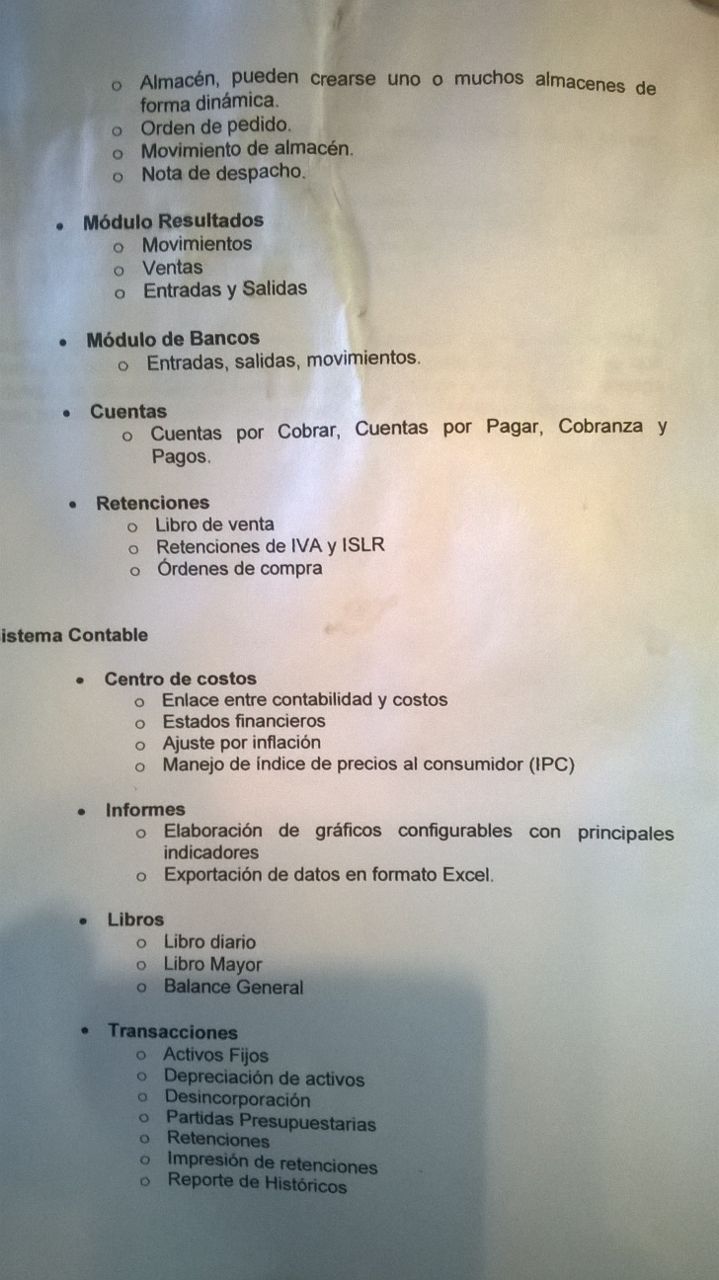 o Almacén, pueden crearse uno o muchos almacenes de
forma dinámica.
o Orden de pedido.
o Movimiento de almacén.
o Nota de despacho.
• Módulo Resultados
o Movimientos
o Ventas
o Entradas y Salidas
• Módulo de Bancos
o Entradas, salidas, movimientos.
• Cuentas
o Cuentas por Cobrar, Cuentas por Pagar, Cobranza y
Pagos.
• Retenciones
o Libro de venta
o Retenciones de IVA y ISLR
o Órdenes de compra
istema Contable
• Centro de costos
o Enlace entre contabilidad y costos
o Estados financieros
o Ajuste por inflación
o Manejo de índice de precios al consumidor (IPC)
• Informes
o Elaboración de gráficos configurables con principales
indicadores
o Exportación de datos en formato Excel.
• Libros
o Libro diario
o Libro Mayor
o Balance General
• Transacciones
o Activos Fijos
o Depreciación de activos
o Desincorporación
o Partidas Presupuestarias
o Retenciones
o Impresión de retenciones
o Reporte de Históricos